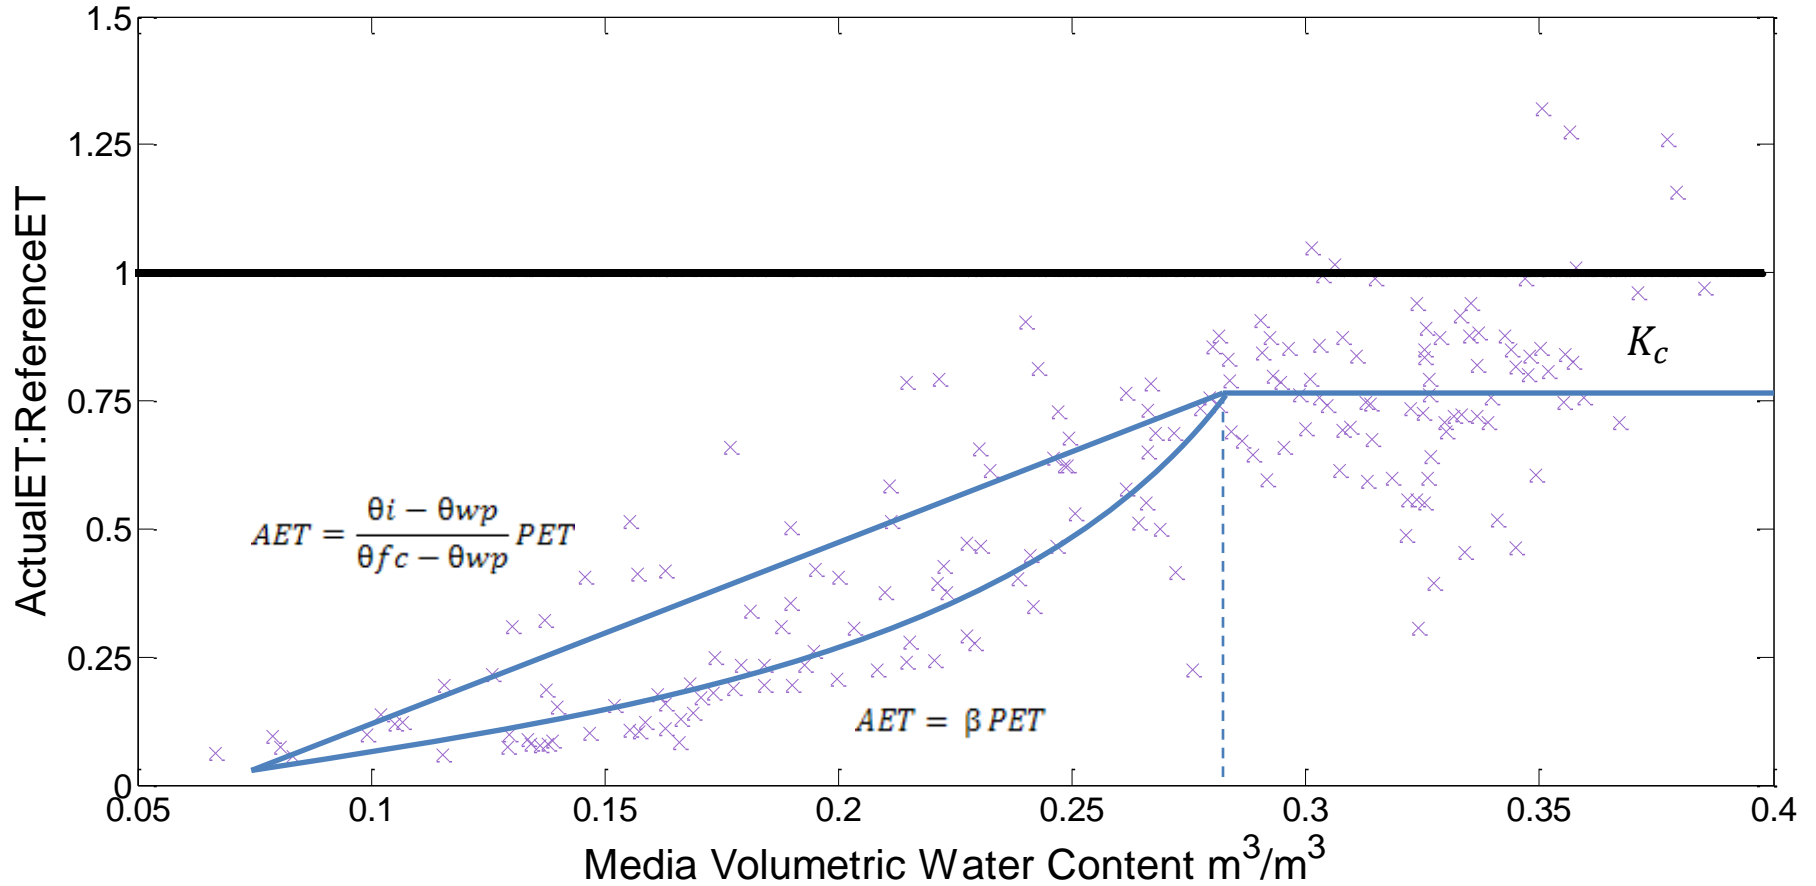 1.5
1.25
1
0.75
0.5
0.25
0
ActualET:ReferenceET
K_c
AET = \frac{θi − θwp}{θfc − θwp} PET
AET = β PET
0.05 0.1 0.15 0.2 0.25 0.3 0.35 0.4
Media Volumetric Water Content m³/m³